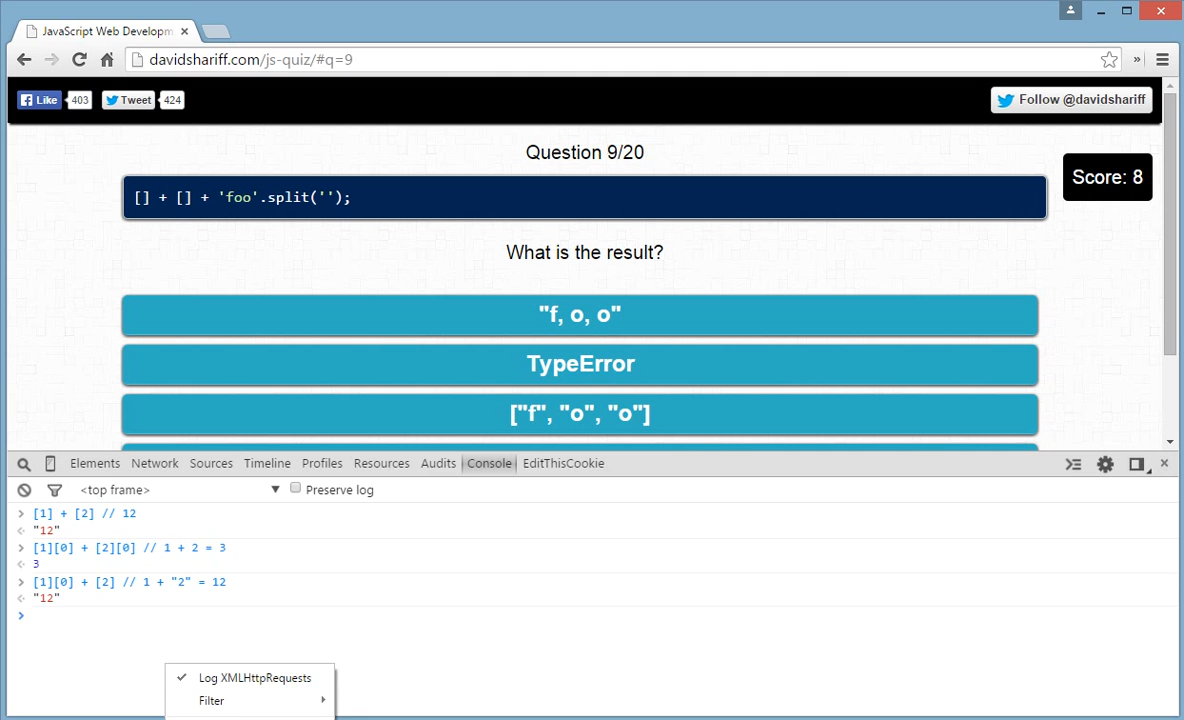 JavaScript Web Developm
davidshariff.com/js-quiz/#q=9
Like 403 Tweet 424 Follow @davidshariff
Question 9/20
Score: 8
[] + [] + 'foo'.split('');
What is the result?
"f, o, o"
TypeError
["f", "o", "o"]
Elements Network Sources Timeline Profiles Resources Audits Console EditThisCookie
<top frame> Preserve log
[1] + [2] // 12
"12"
[1][0] + [2][0] // 1 + 2 = 3
3
[1][0] + [2] // 1 + "2" = 12
"12"
Log XMLHttpRequests
Filter